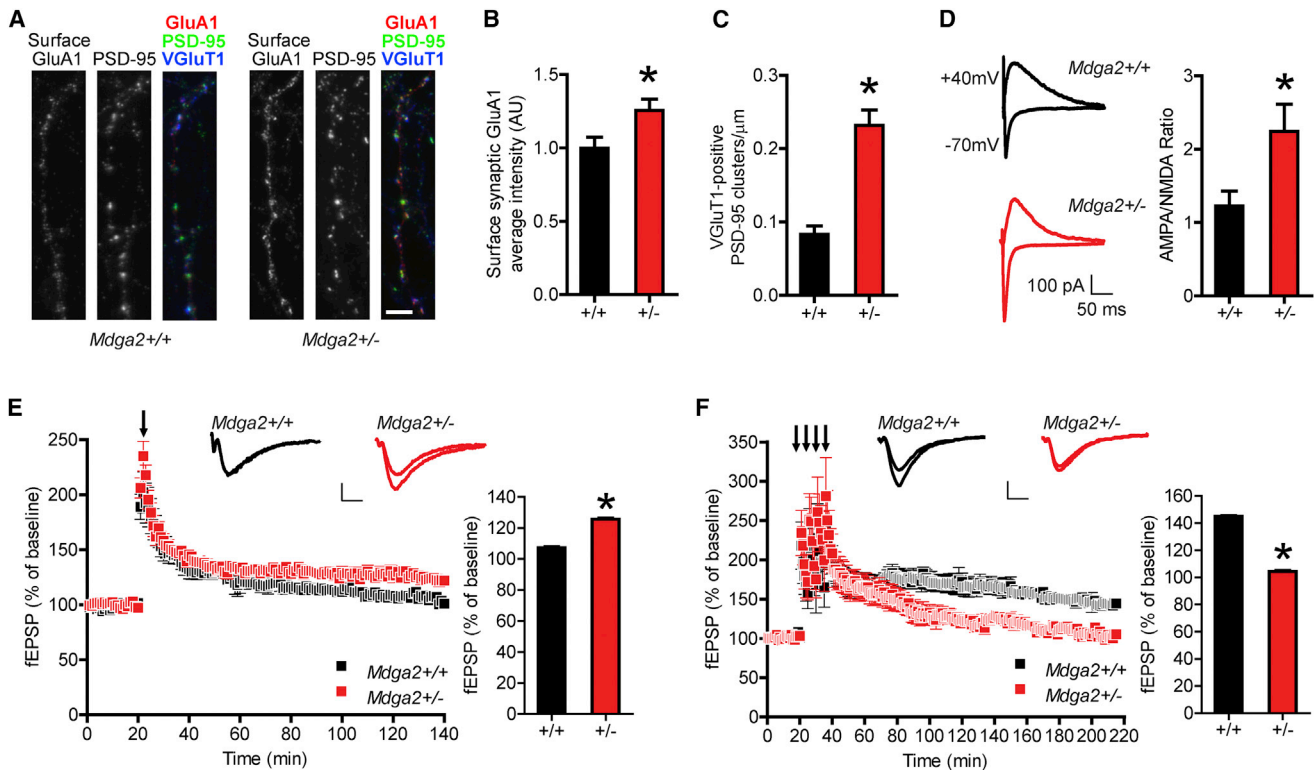 A
Surface GluA1
PSD-95
GluA1
PSD-95
VGluT1
Surface GluA1
PSD-95
GluA1
PSD-95
VGluT1
Mdga2+/+
Mdga2+/-
B
Surface synaptic GluA1
average intensity (AU)
1.5
1.0
0.5
0.0
*
+/+
+/-
C
VGluT1-positive
PSD-95 clusters/μm
0.3
0.2
0.1
0.0
*
+/+
+/-
D
+40mV
-70mV
Mdga2+/+
Mdga2+/-
100 pA
50 ms
AMPA/NMDA Ratio
3
2
1
0
*
+/+
+/-
E
fEPSP (% of baseline)
250
200
150
100
50
0
0 20 40 60 80 100 120 140
Time (min)
Mdga2+/+
Mdga2+/-
Mdga2+/+
Mdga2+/-
fEPSP (% of baseline)
140
120
100
80
60
40
20
0
*
+/+
+/-
F
fEPSP (% of baseline)
350
300
250
200
150
100
50
0
0 20 40 60 80 100 120 140 160 180 200 220
Time (min)
Mdga2+/+
Mdga2+/-
Mdga2+/+
Mdga2+/-
fEPSP (% of baseline)
160
140
120
100
80
60
40
20
0
*
+/+
+/-